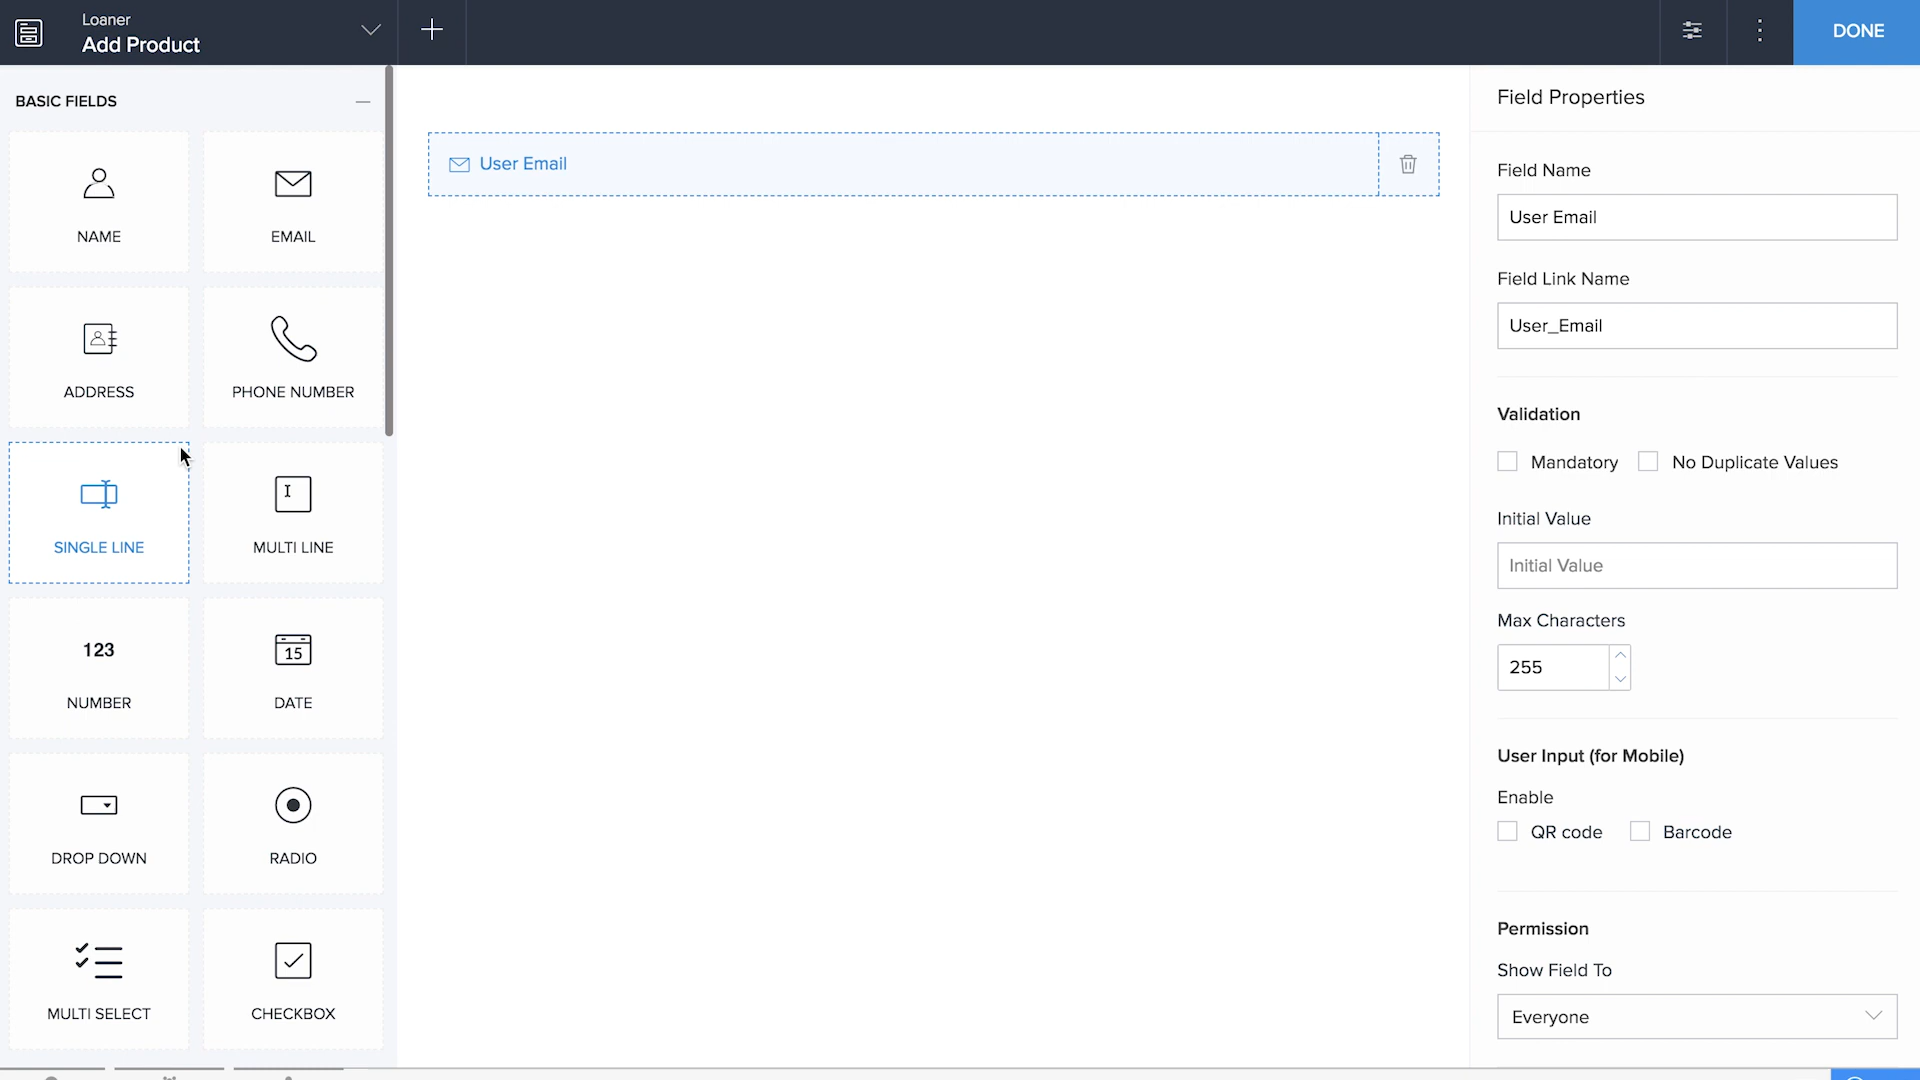 Loaner
Add Product
DONE
BASIC FIELDS
NAME
EMAIL
ADDRESS
PHONE NUMBER
SINGLE LINE
MULTI LINE
123
NUMBER
15
DATE
DROP DOWN
RADIO
MULTI SELECT
CHECKBOX
User Email
Field Properties
Field Name
User Email
Field Link Name
User_Email
Validation
Mandatory
No Duplicate Values
Initial Value
Initial Value
Max Characters
255
User Input (for Mobile)
Enable
QR code
Barcode
Permission
Show Field To
Everyone